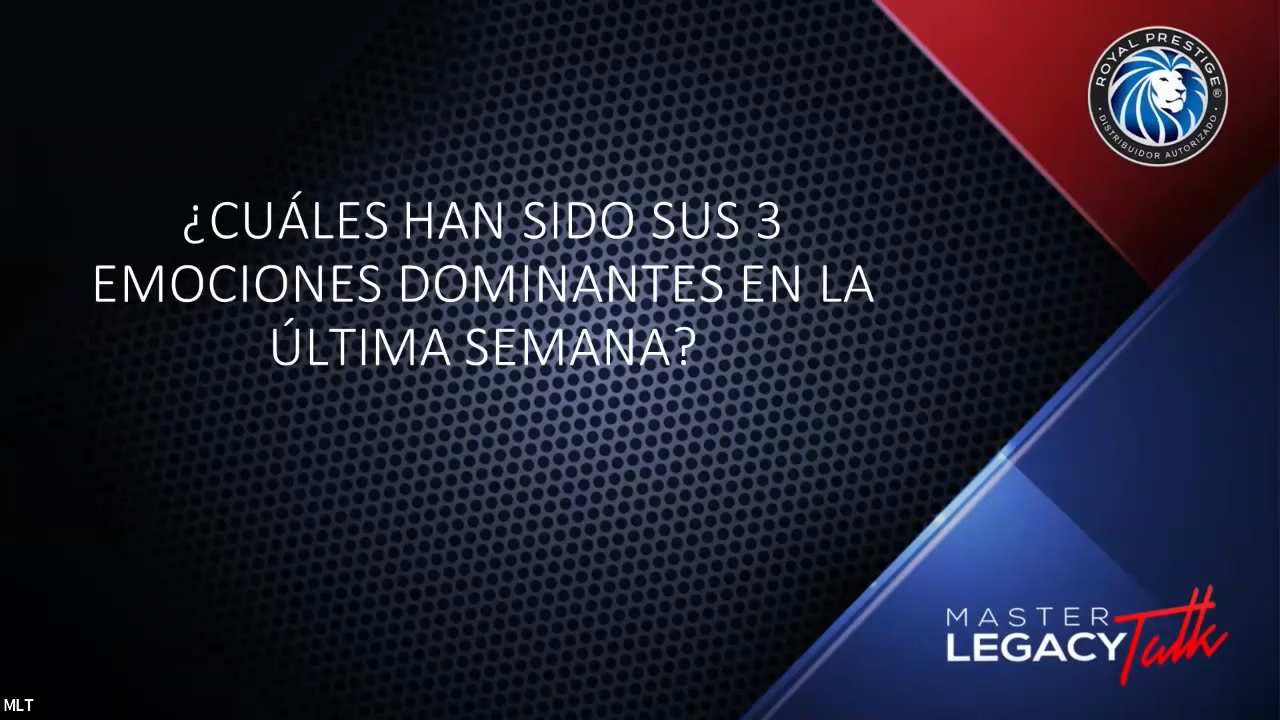 ROYAL PRESTIGE®
· DISTRIBUIDOR AUTORIZADO ·
¿CUÁLES HAN SIDO SUS 3
EMOCIONES DOMINANTES EN LA
ÚLTIMA SEMANA?
MASTER
LEGACY Talk
MLT